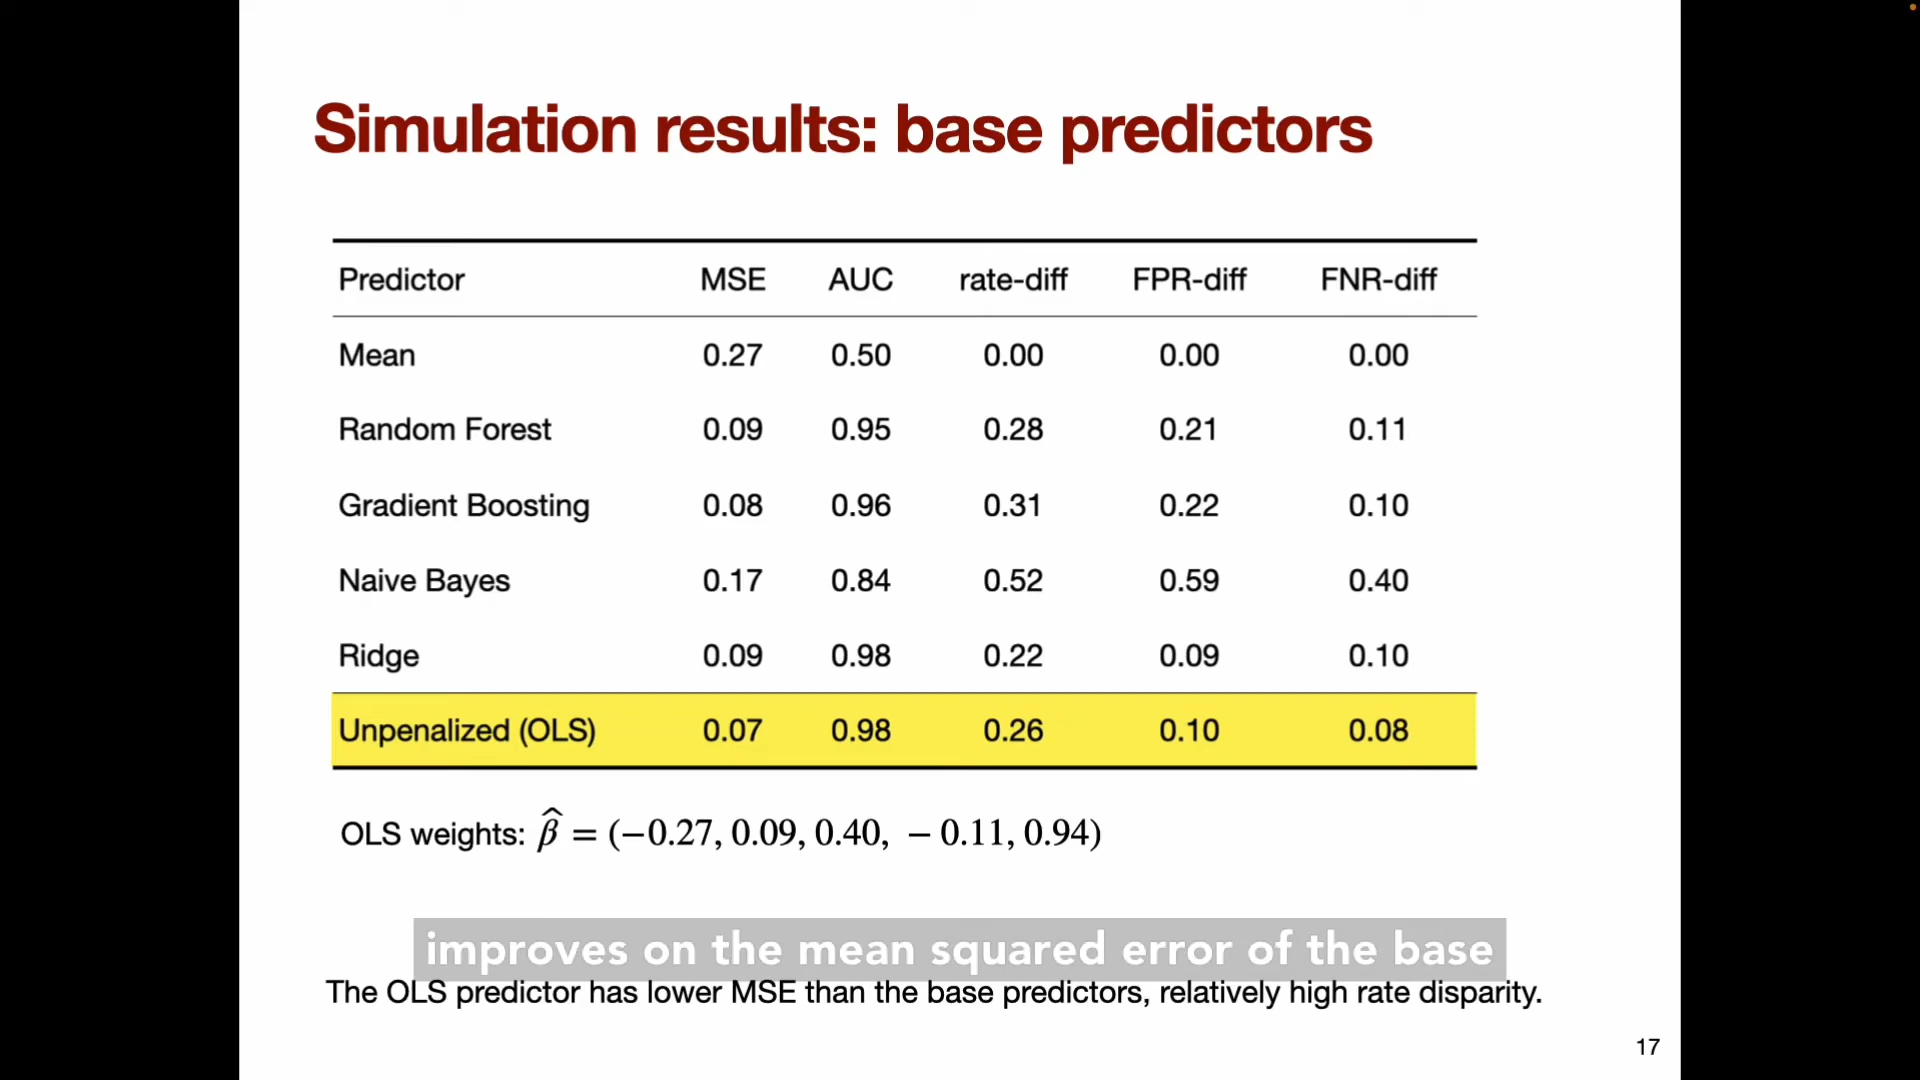 Simulation results: base predictors
Predictor MSE AUC rate-diff FPR-diff FNR-diff
Mean 0.27 0.50 0.00 0.00 0.00
Random Forest 0.09 0.95 0.28 0.21 0.11
Gradient Boosting 0.08 0.96 0.31 0.22 0.10
Naive Bayes 0.17 0.84 0.52 0.59 0.40
Ridge 0.09 0.98 0.22 0.09 0.10
Unpenalized (OLS) 0.07 0.98 0.26 0.10 0.08
OLS weights: β̂ = (−0.27, 0.09, 0.40, − 0.11, 0.94)
improves on the mean squared error of the base
The OLS predictor has lower MSE than the base predictors, relatively high rate disparity.
17